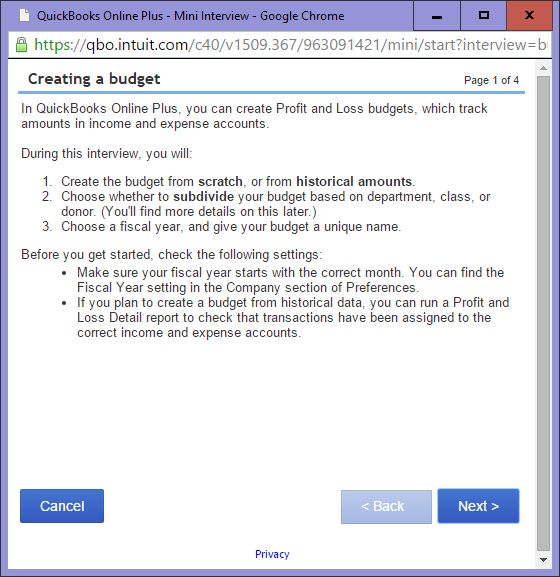 QuickBooks Online Plus - Mini Interview - Google Chrome
https://qbo.intuit.com/c40/v1509.367/963091421/mini/start?interview=b
Creating a budget
Page 1 of 4
In QuickBooks Online Plus, you can create Profit and Loss budgets, which track
amounts in income and expense accounts.
During this interview, you will:
1. Create the budget from scratch, or from historical amounts.
2. Choose whether to subdivide your budget based on department, class, or
donor. (You'll find more details on this later.)
3. Choose a fiscal year, and give your budget a unique name.
Before you get started, check the following settings:
• Make sure your fiscal year starts with the correct month. You can find the
Fiscal Year setting in the Company section of Preferences.
• If you plan to create a budget from historical data, you can run a Profit and
Loss Detail report to check that transactions have been assigned to the
correct income and expense accounts.
Cancel
< Back
Next >
Privacy